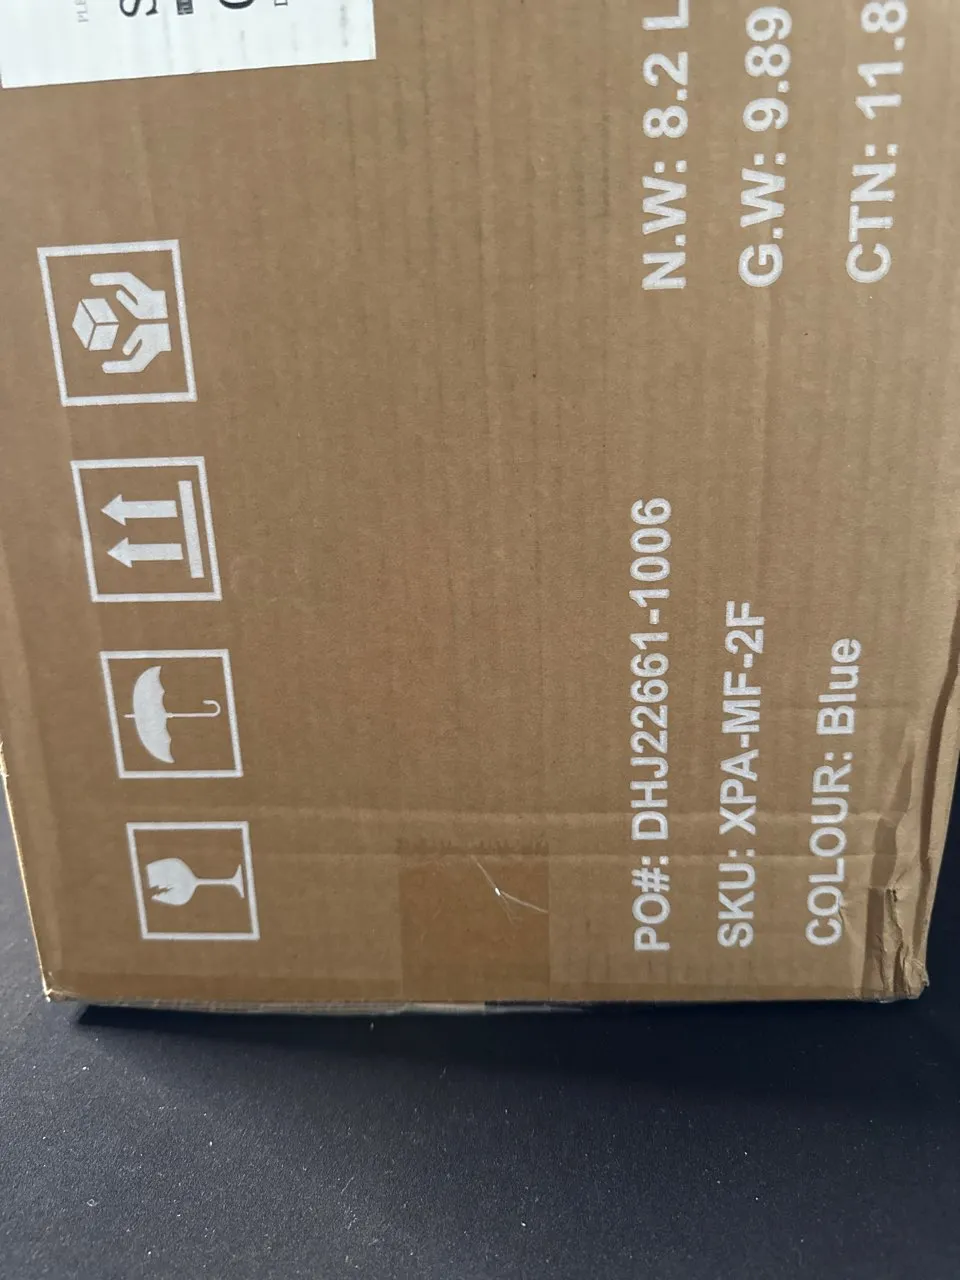 PO#: DHJ22661-1006
SKU: XPA-MF-2F
COLOUR: Blue
N.W: 8.2 L
G.W: 9.89
CTN: 11.8